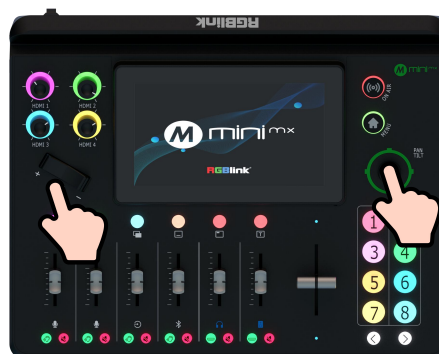 RGBlink
mini
HDMI 1
HDMI 2
ON AIR
MENU
HDMI 3
HDMI 4
mini mx
PAN
TILT
RGBlink
+
-
T
1
3
4
5
6
7
8